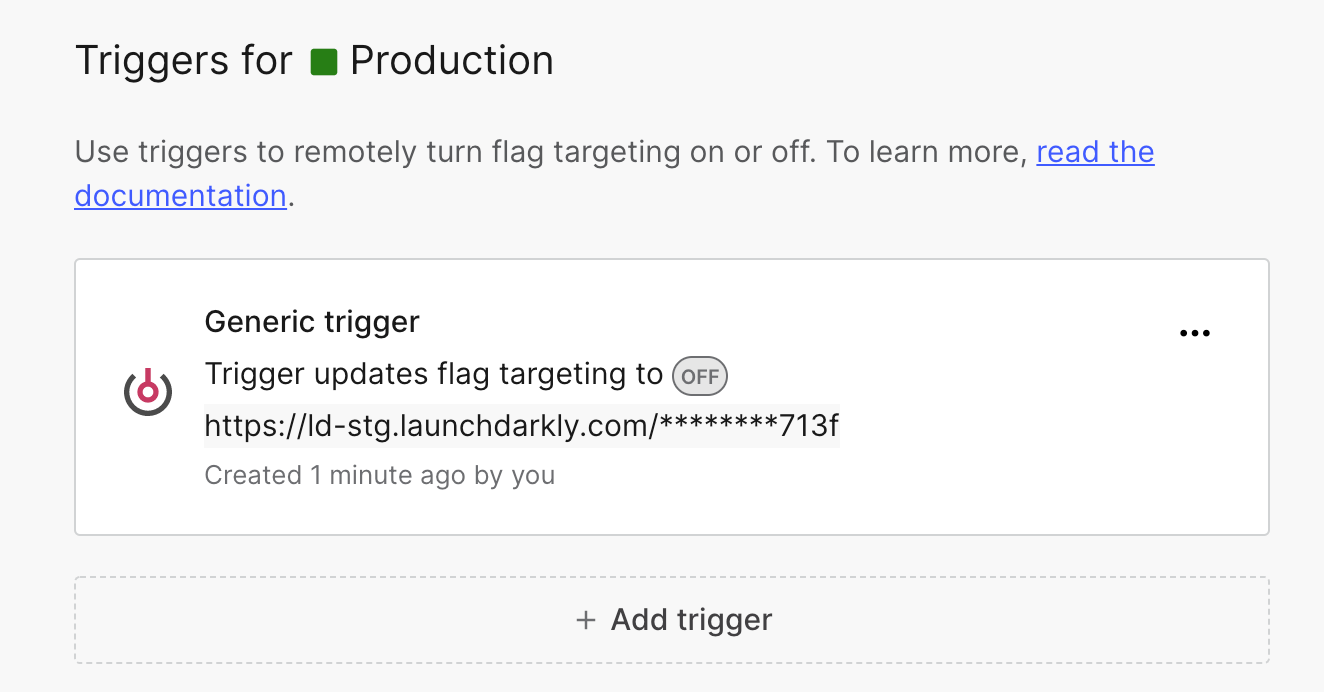 Triggers for Production
Use triggers to remotely turn flag targeting on or off. To learn more, read the
documentation.
Generic trigger
Trigger updates flag targeting to OFF
https://ld-stg.launchdarkly.com/********713f
Created 1 minute ago by you
+ Add trigger